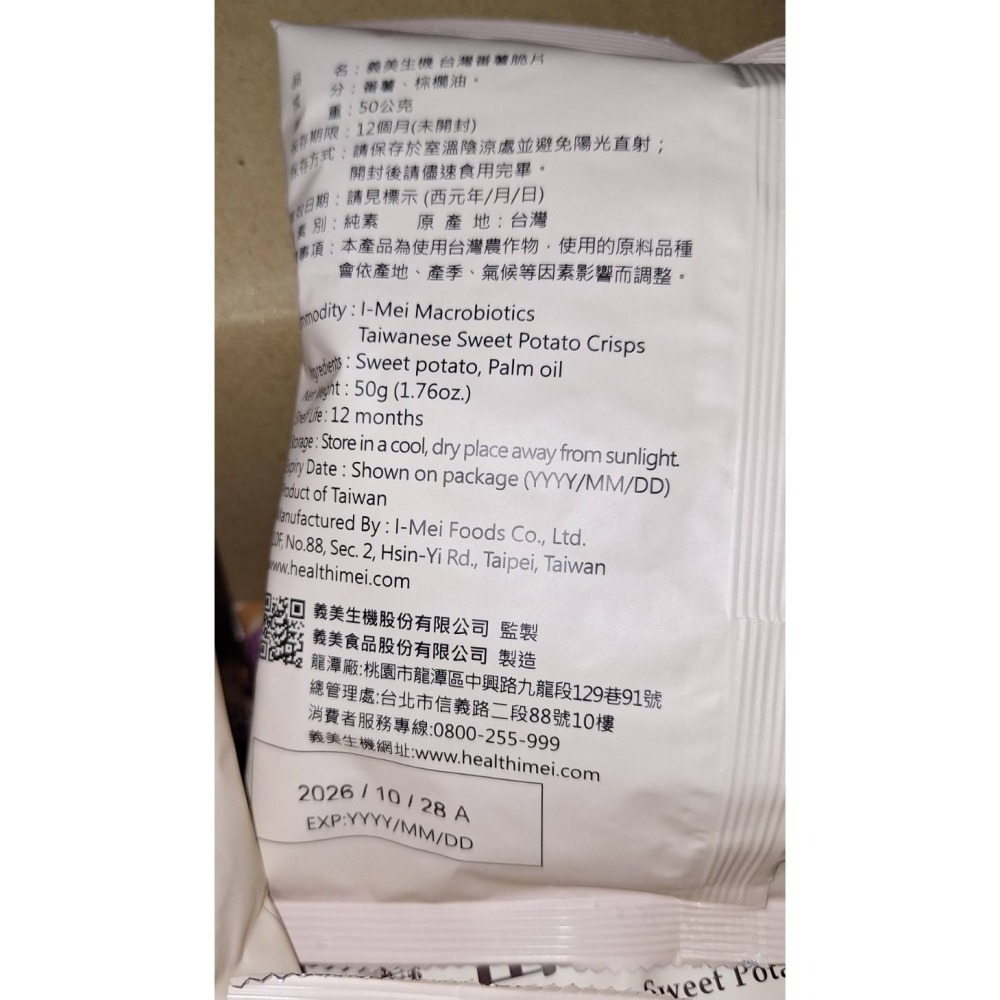 品 名：義美生機 台灣番薯脆片
分：番薯、棕櫚油。
重：50公克
保存期限：12個月(未開封)
保存方式：請保存於室溫陰涼處並避免陽光直射；
開封後請儘速食用完畢。
日期：請見標示 (西元年/月/日)
別：純素 原 產 地：台灣
事項：本產品為使用台灣農作物，使用的原料品種
會依產地、產季、氣候等因素影響而調整。
mmodity : I-Mei Macrobiotics
Taiwanese Sweet Potato Crisps
Ingredients : Sweet potato, Palm oil
Net Weight : 50g (1.76oz.)
Shelf Life : 12 months
Storage : Store in a cool, dry place away from sunlight.
xpiry Date : Shown on package (YYYY/MM/DD)
Product of Taiwan
anufactured By : I-Mei Foods Co., Ltd.
10F, No.88, Sec. 2, Hsin-Yi Rd., Taipei, Taiwan
www.healthimei.com
義美生機股份有限公司 監製
義美食品股份有限公司 製造
龍潭廠:桃園市龍潭區中興路九龍段129巷91號
總管理處:台北市信義路二段88號10樓
消費者服務專線:0800-255-999
義美生機網址:www.healthimei.com
2026 / 10 / 28 A
EXP:YYYY/MM/DD
Sweet Pota